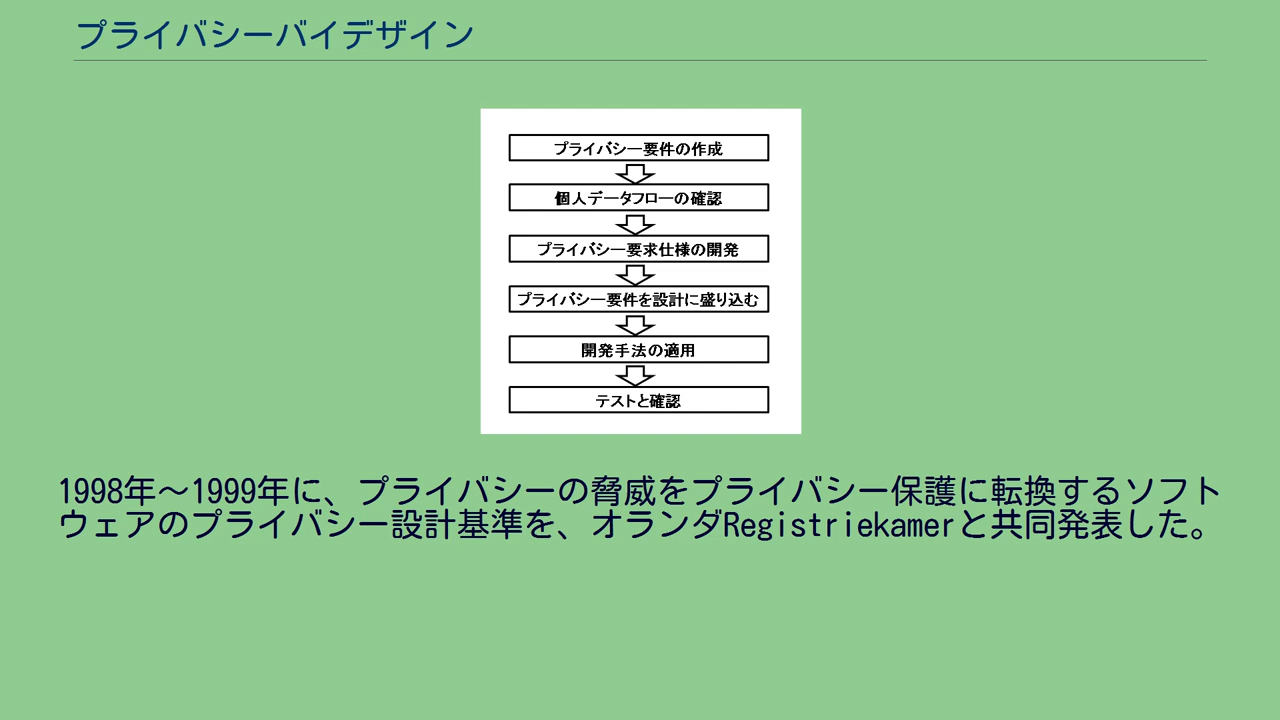 プライバシーバイデザイン
プライバシー要件の作成
個人データフローの確認
プライバシー要求仕様の開発
プライバシー要件を設計に盛り込む
開発手法の適用
テストと確認
1998年～1999年に、プライバシーの脅威をプライバシー保護に転換するソフト
ウェアのプライバシー設計基準を、オランダRegistriekamerと共同発表した。